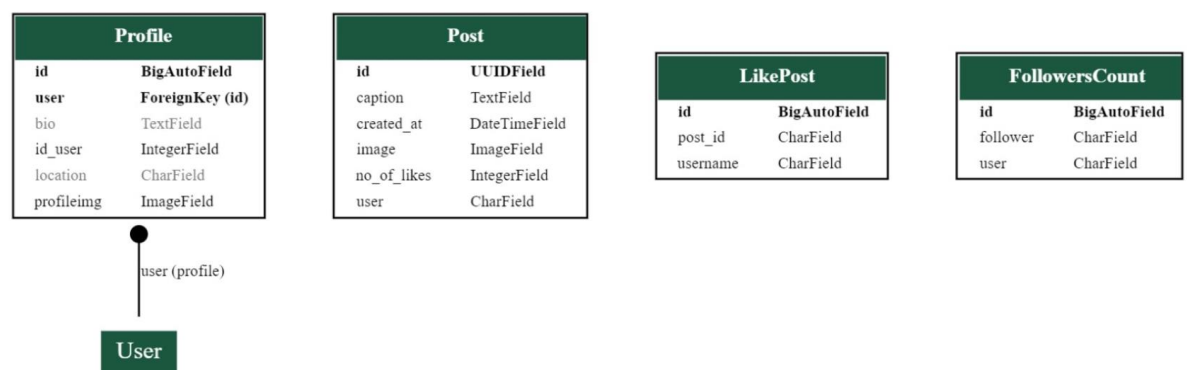 Profile
id BigAutoField
user ForeignKey (id)
bio TextField
id_user IntegerField
location CharField
profileimg ImageField
user (profile)
User
Post
id UUIDField
caption TextField
created_at DateTimeField
image ImageField
no_of_likes IntegerField
user CharField
LikePost
id BigAutoField
post_id CharField
username CharField
FollowersCount
id BigAutoField
follower CharField
user CharField